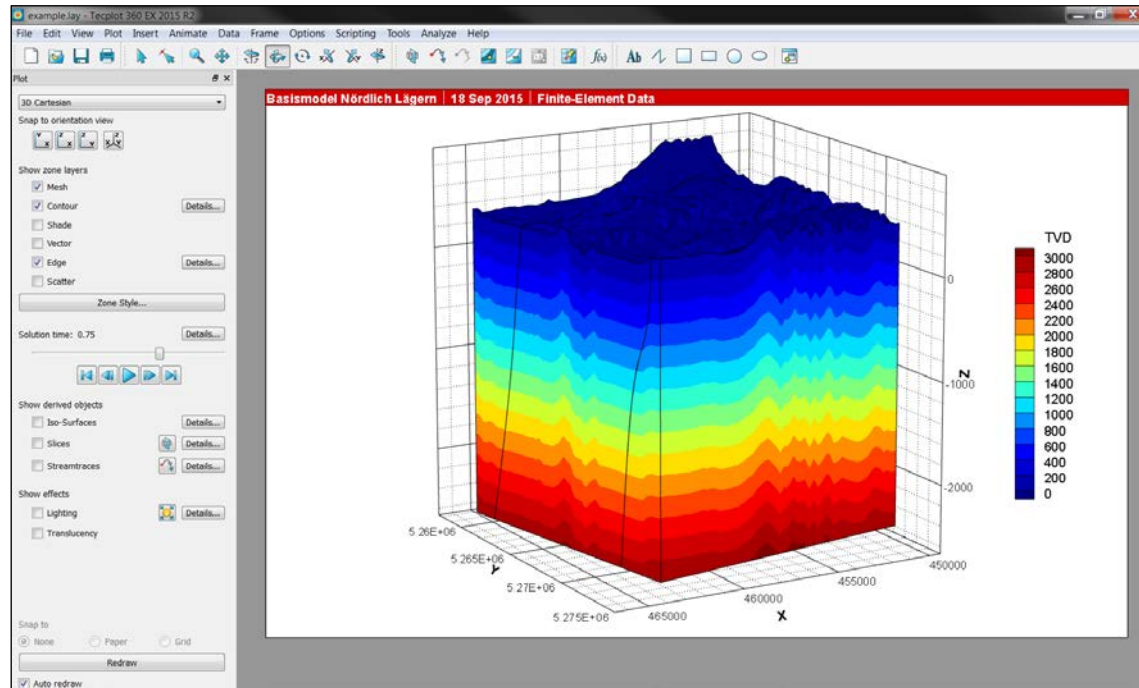 example.lay - Tecplot 360 EX 2015 R2
File Edit View Plot Insert Animate Data Frame Options Scripting Tools Analyze Help
Plot
3D Cartesian
Snap to orientation view
Show zone layers
Mesh
Contour Details...
Shade
Vector
Edge Details...
Scatter
Zone Style...
Solution time: 0.75 Details...
Show derived objects
Iso-Surfaces Details...
Slices Details...
Streamtraces Details...
Show effects
Lighting Details...
Translucency
Snap to
None Paper Grid
Redraw
Auto redraw
Basismodel Nördlich Lägern | 18 Sep 2015 | Finite-Element Data
TVD
3000
2800
2600
2400
2200
2000
1800
1600
1400
1200
1000
800
600
400
200
0
0
-1000
-2000
Z
5.26E+06
5.265E+06
5.27E+06
5.275E+06
Y
465000
460000
455000
450000
X